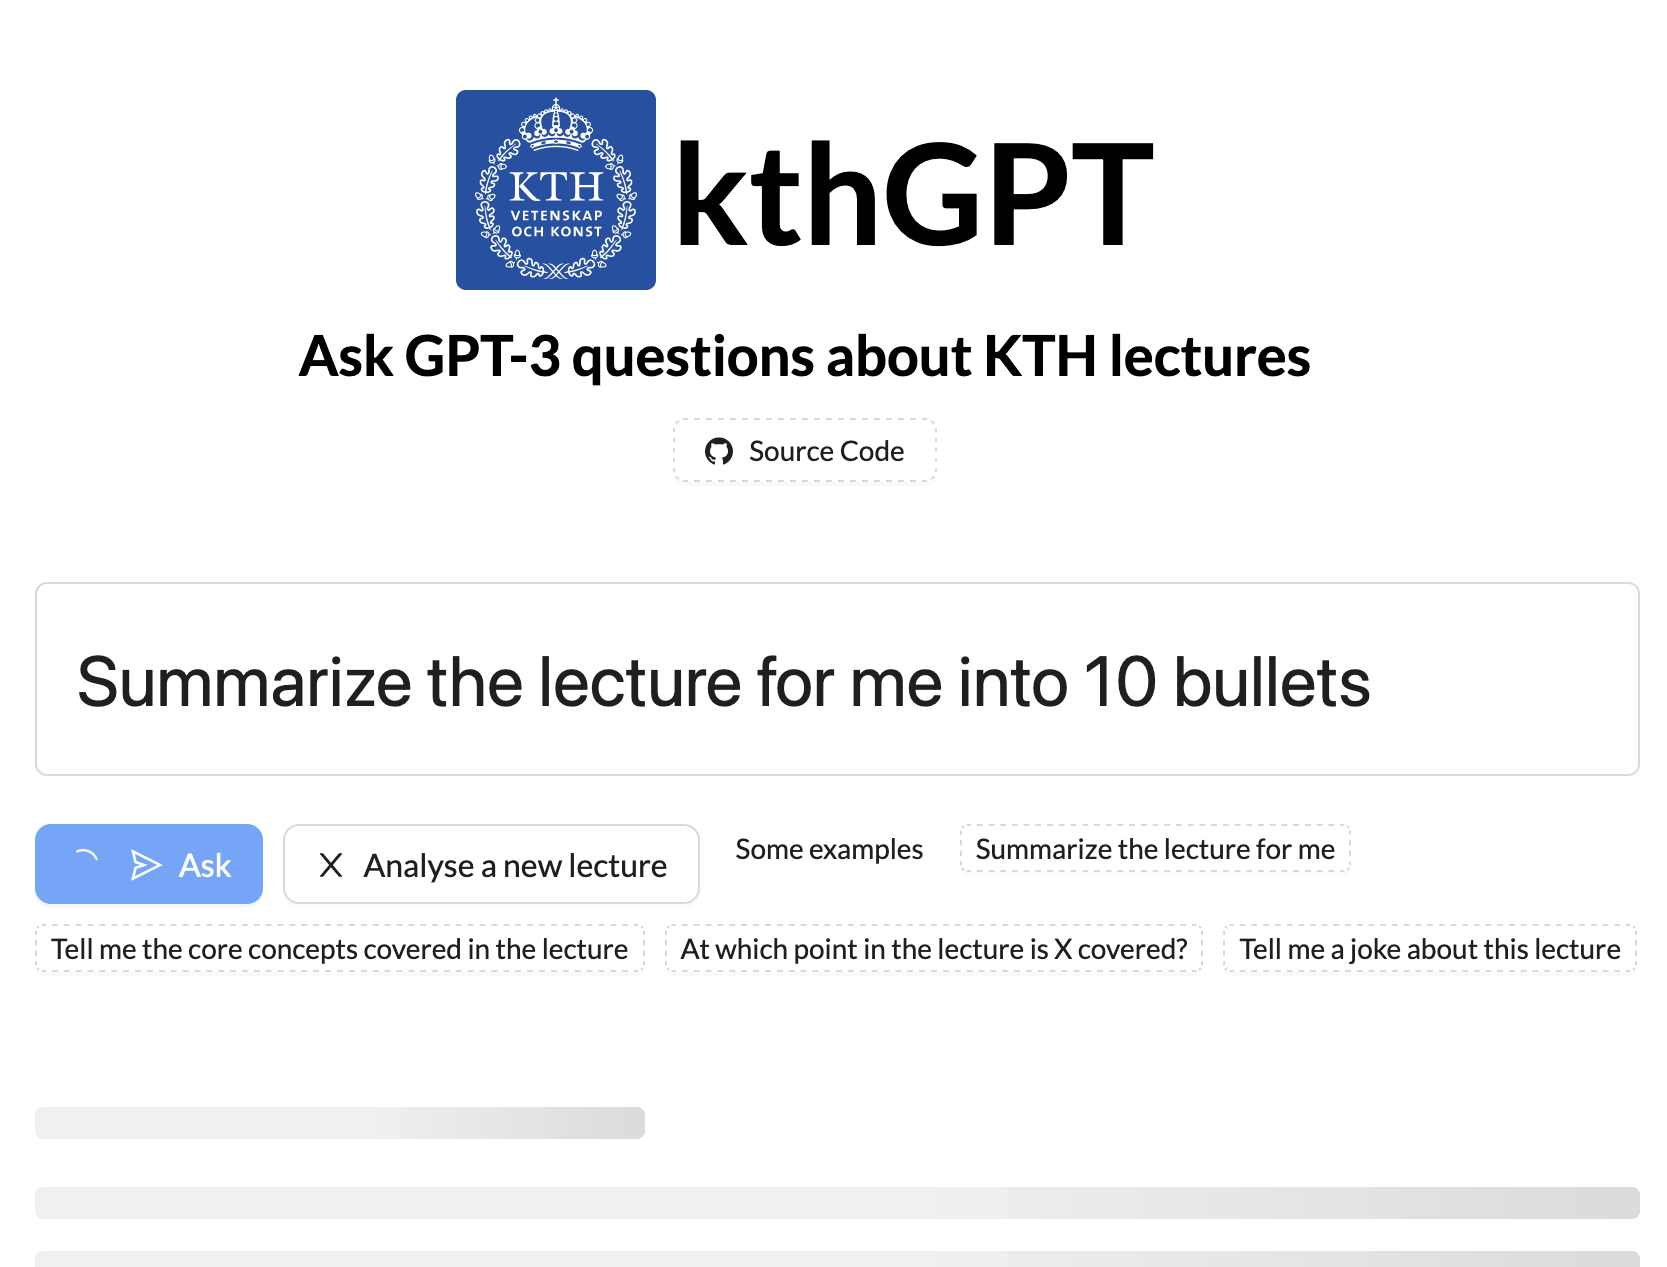 KTH
VETENSKAP
OCH KONST
kthGPT
Ask GPT-3 questions about KTH lectures
Source Code
Summarize the lecture for me into 10 bullets
Ask
Analyse a new lecture
Some examples
Summarize the lecture for me
Tell me the core concepts covered in the lecture
At which point in the lecture is X covered?
Tell me a joke about this lecture